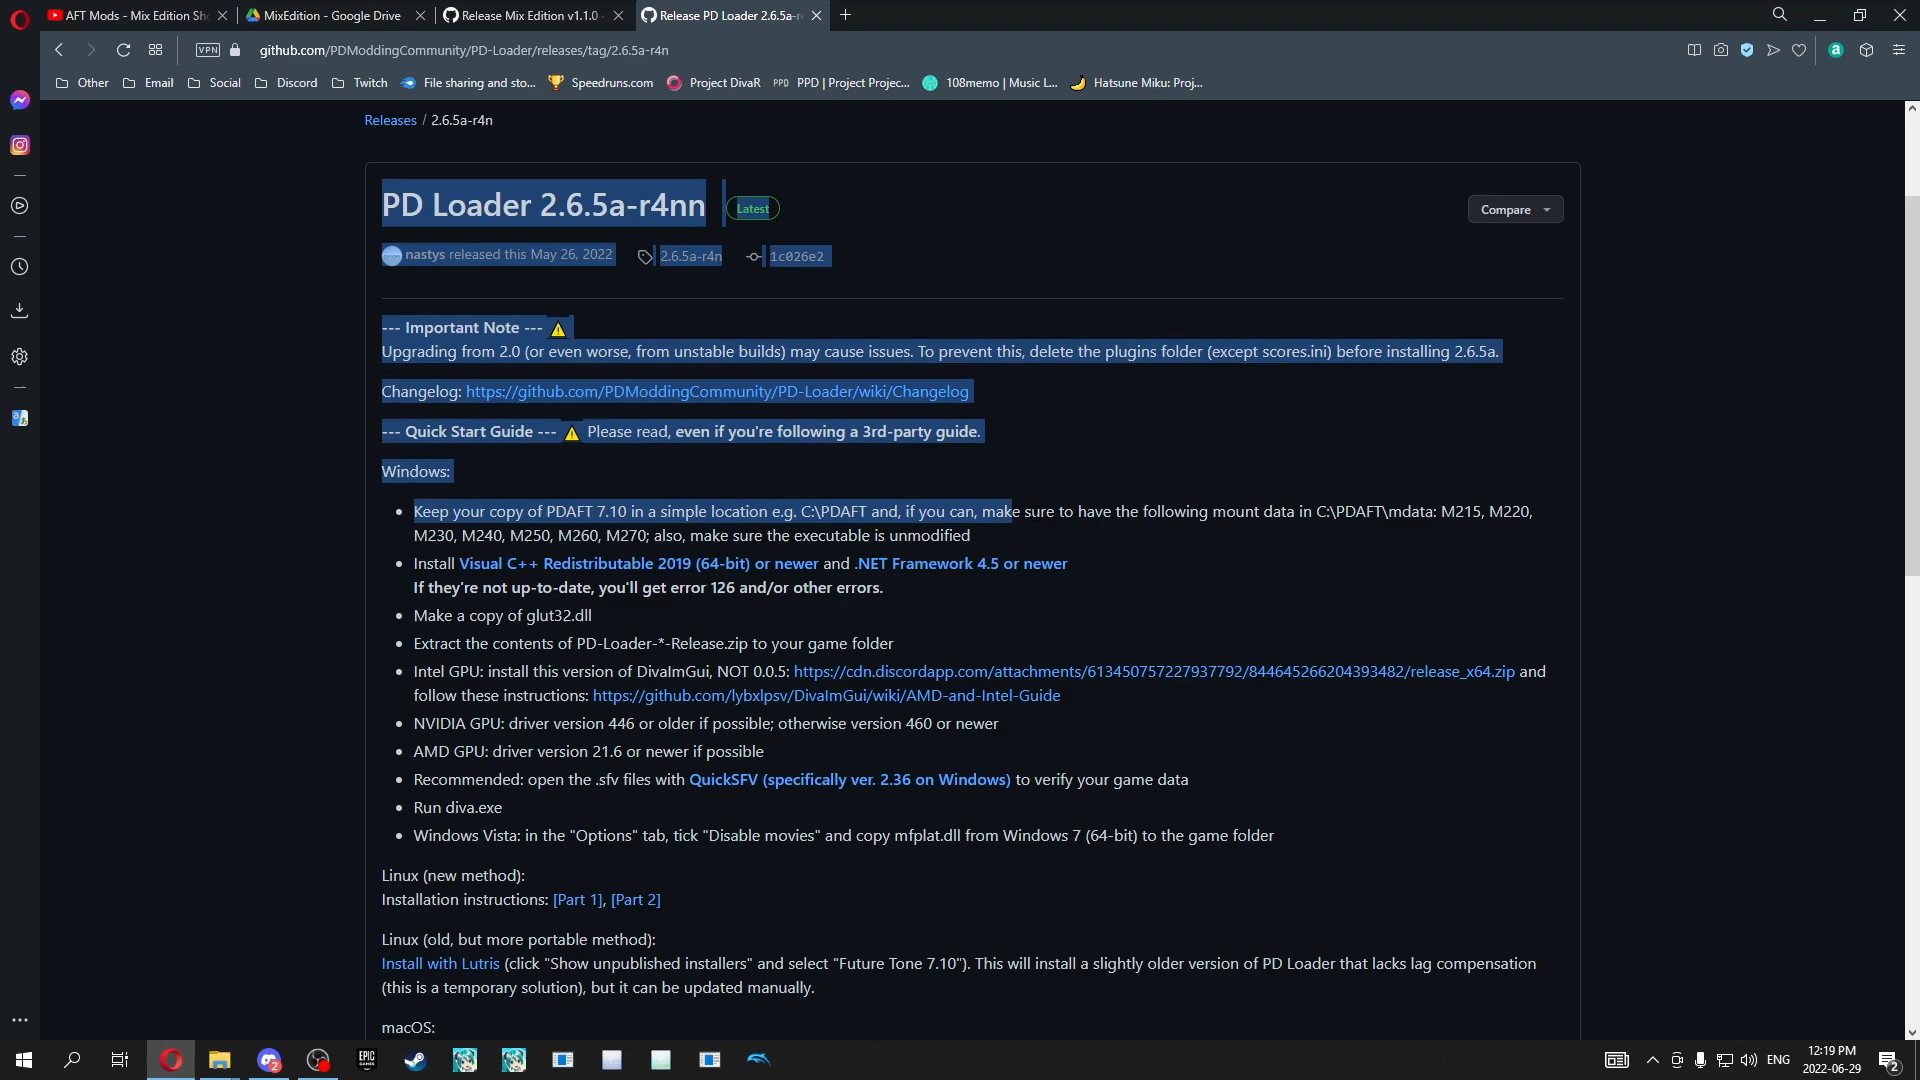 AFT Mods - Mix Edition Sh
MixEdition - Google Drive
Release Mix Edition v1.1.0
Release PD Loader 2.6.5a-r
VPN
github.com/PDModdingCommunity/PD-Loader/releases/tag/2.6.5a-r4n
Other
Email
Social
Discord
Twitch
File sharing and sto...
Speedruns.com
Project DivaR
PPD
PPD | Project Projec...
108memo | Music L...
Hatsune Miku: Proj...
Releases / 2.6.5a-r4n
PD Loader 2.6.5a-r4nn
Latest
Compare
nastys released this May 26, 2022
2.6.5a-r4n
1c026e2
--- Important Note --- ⚠
Upgrading from 2.0 (or even worse, from unstable builds) may cause issues. To prevent this, delete the plugins folder (except scores.ini) before installing 2.6.5a.
Changelog: https://github.com/PDModdingCommunity/PD-Loader/wiki/Changelog
--- Quick Start Guide --- ⚠ Please read, even if you're following a 3rd-party guide.
Windows:
• Keep your copy of PDAFT 7.10 in a simple location e.g. C:\PDAFT and, if you can, make sure to have the following mount data in C:\PDAFT\mdata: M215, M220,
M230, M240, M250, M260, M270; also, make sure the executable is unmodified
• Install Visual C++ Redistributable 2019 (64-bit) or newer and .NET Framework 4.5 or newer
If they're not up-to-date, you'll get error 126 and/or other errors.
• Make a copy of glut32.dll
• Extract the contents of PD-Loader-*-Release.zip to your game folder
• Intel GPU: install this version of DivaImGui, NOT 0.0.5: https://cdn.discordapp.com/attachments/613450757227937792/844645266204393482/release_x64.zip and
follow these instructions: https://github.com/lybxlpsv/DivaImGui/wiki/AMD-and-Intel-Guide
• NVIDIA GPU: driver version 446 or older if possible; otherwise version 460 or newer
• AMD GPU: driver version 21.6 or newer if possible
• Recommended: open the .sfv files with QuickSFV (specifically ver. 2.36 on Windows) to verify your game data
• Run diva.exe
• Windows Vista: in the "Options" tab, tick "Disable movies" and copy mfplat.dll from Windows 7 (64-bit) to the game folder
Linux (new method):
Installation instructions: [Part 1], [Part 2]
Linux (old, but more portable method):
Install with Lutris (click "Show unpublished installers" and select "Future Tone 7.10"). This will install a slightly older version of PD Loader that lacks lag compensation
(this is a temporary solution), but it can be updated manually.
macOS:
2
EPIC
GAMES
ENG
12:19 PM
2022-06-29
2